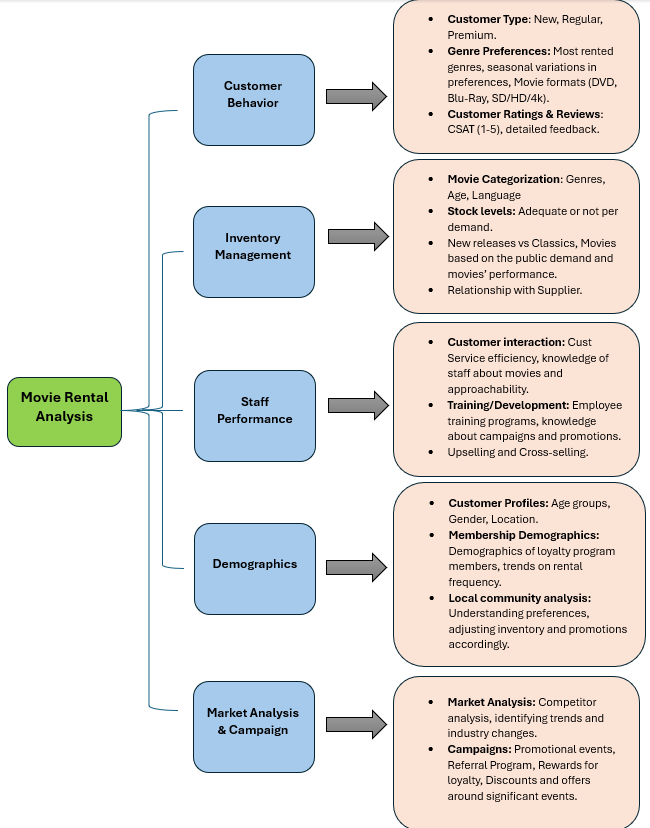 Movie Rental
Analysis
Customer
Behavior
• Customer Type: New, Regular,
Premium.
• Genre Preferences: Most rented
genres, seasonal variations in
preferences, Movie formats (DVD,
Blu-Ray, SD/HD/4k).
• Customer Ratings & Reviews:
CSAT (1-5), detailed feedback.
Inventory
Management
• Movie Categorization: Genres,
Age, Language
• Stock levels: Adequate or not per
demand.
• New releases vs Classics, Movies
based on the public demand and
movies' performance.
• Relationship with Supplier.
Staff
Performance
• Customer interaction: Cust
Service efficiency, knowledge of
staff about movies and
approachability.
• Training/Development: Employee
training programs, knowledge
about campaigns and promotions.
• Upselling and Cross-selling.
Demographics
• Customer Profiles: Age groups,
Gender, Location.
• Membership Demographics:
Demographics of loyalty program
members, trends on rental
frequency.
• Local community analysis:
Understanding preferences,
adjusting inventory and promotions
accordingly.
Market Analysis
& Campaign
• Market Analysis: Competitor
analysis, identifying trends and
industry changes.
• Campaigns: Promotional events,
Referral Program, Rewards for
loyalty, Discounts and offers
around significant events.